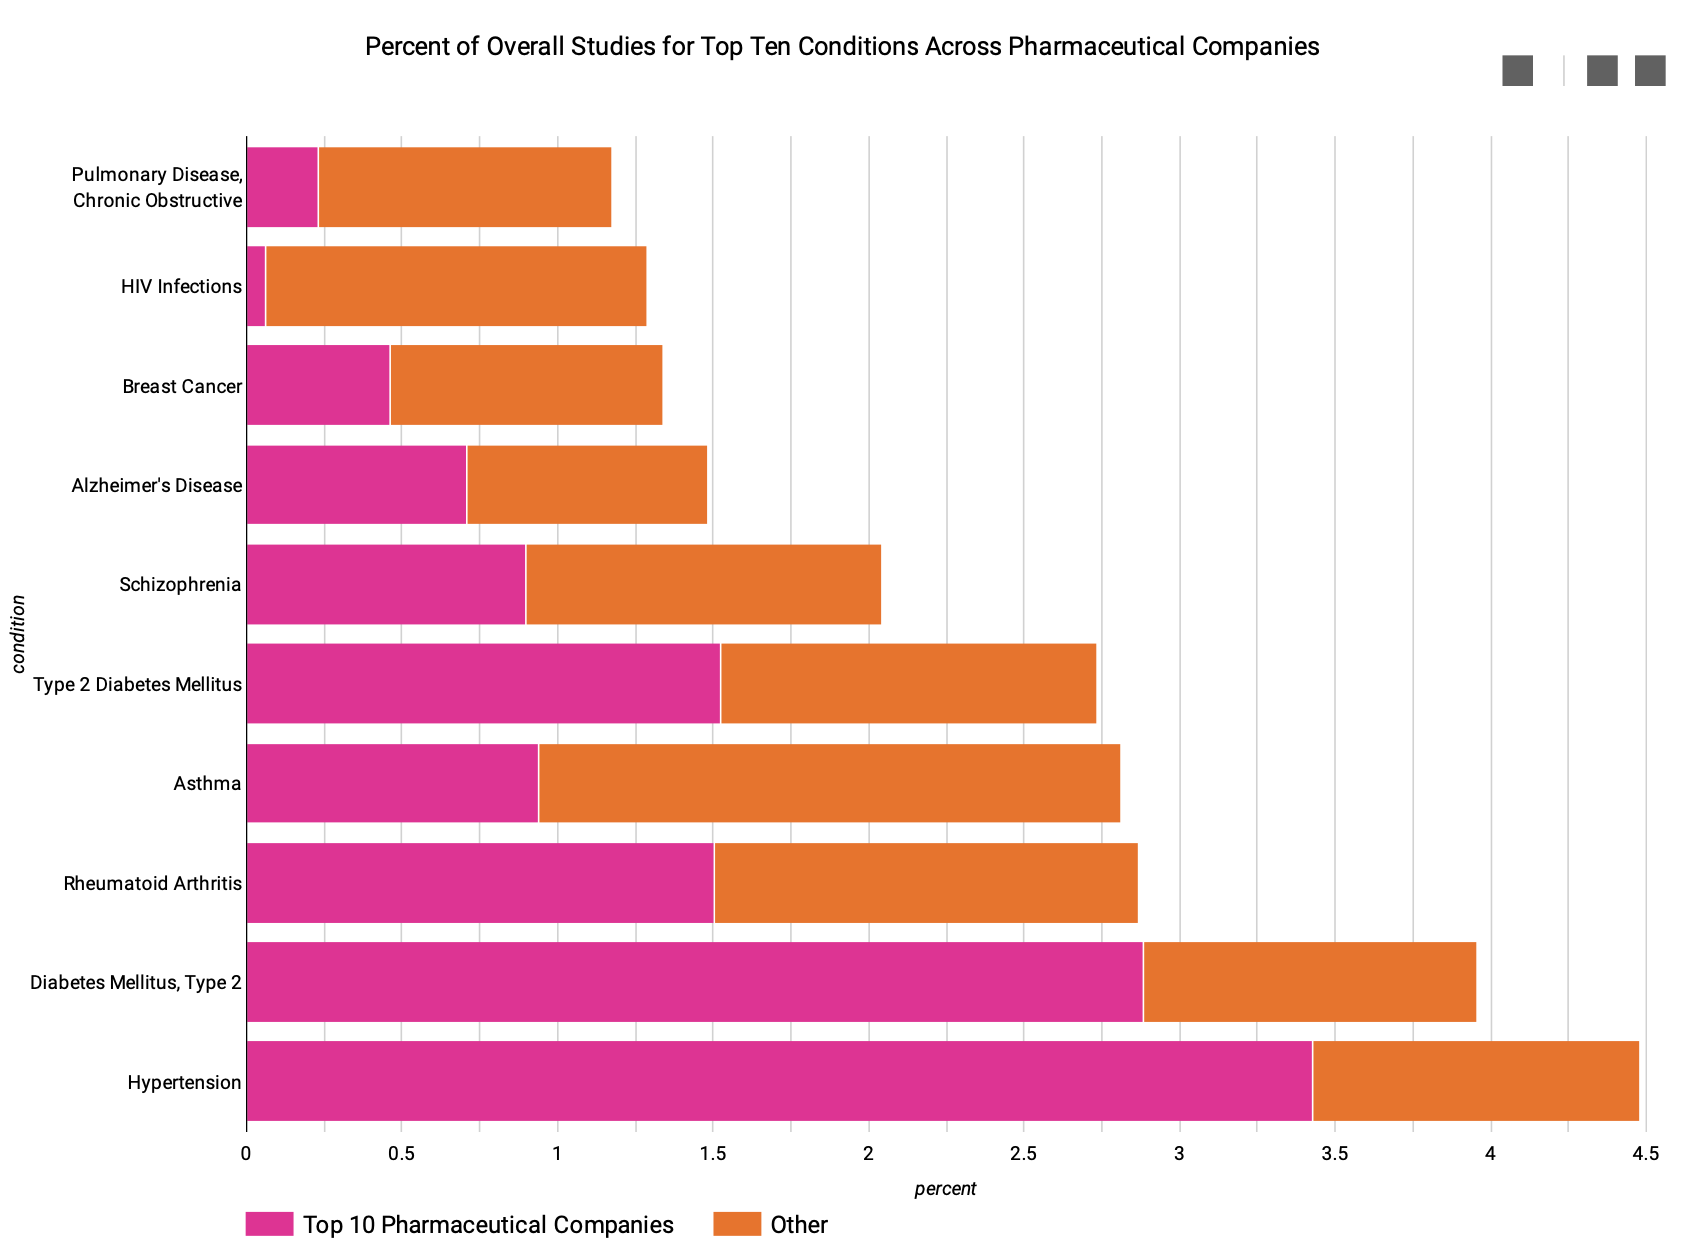 Percent of Overall Studies for Top Ten Conditions Across Pharmaceutical Companies
Pulmonary Disease,
Chronic Obstructive
HIV Infections
Breast Cancer
Alzheimer's Disease
Schizophrenia
condition
Type 2 Diabetes Mellitus
Asthma
Rheumatoid Arthritis
Diabetes Mellitus, Type 2
Hypertension
0 0.5 1 1.5 2 2.5 3 3.5 4 4.5
percent
Top 10 Pharmaceutical Companies Other